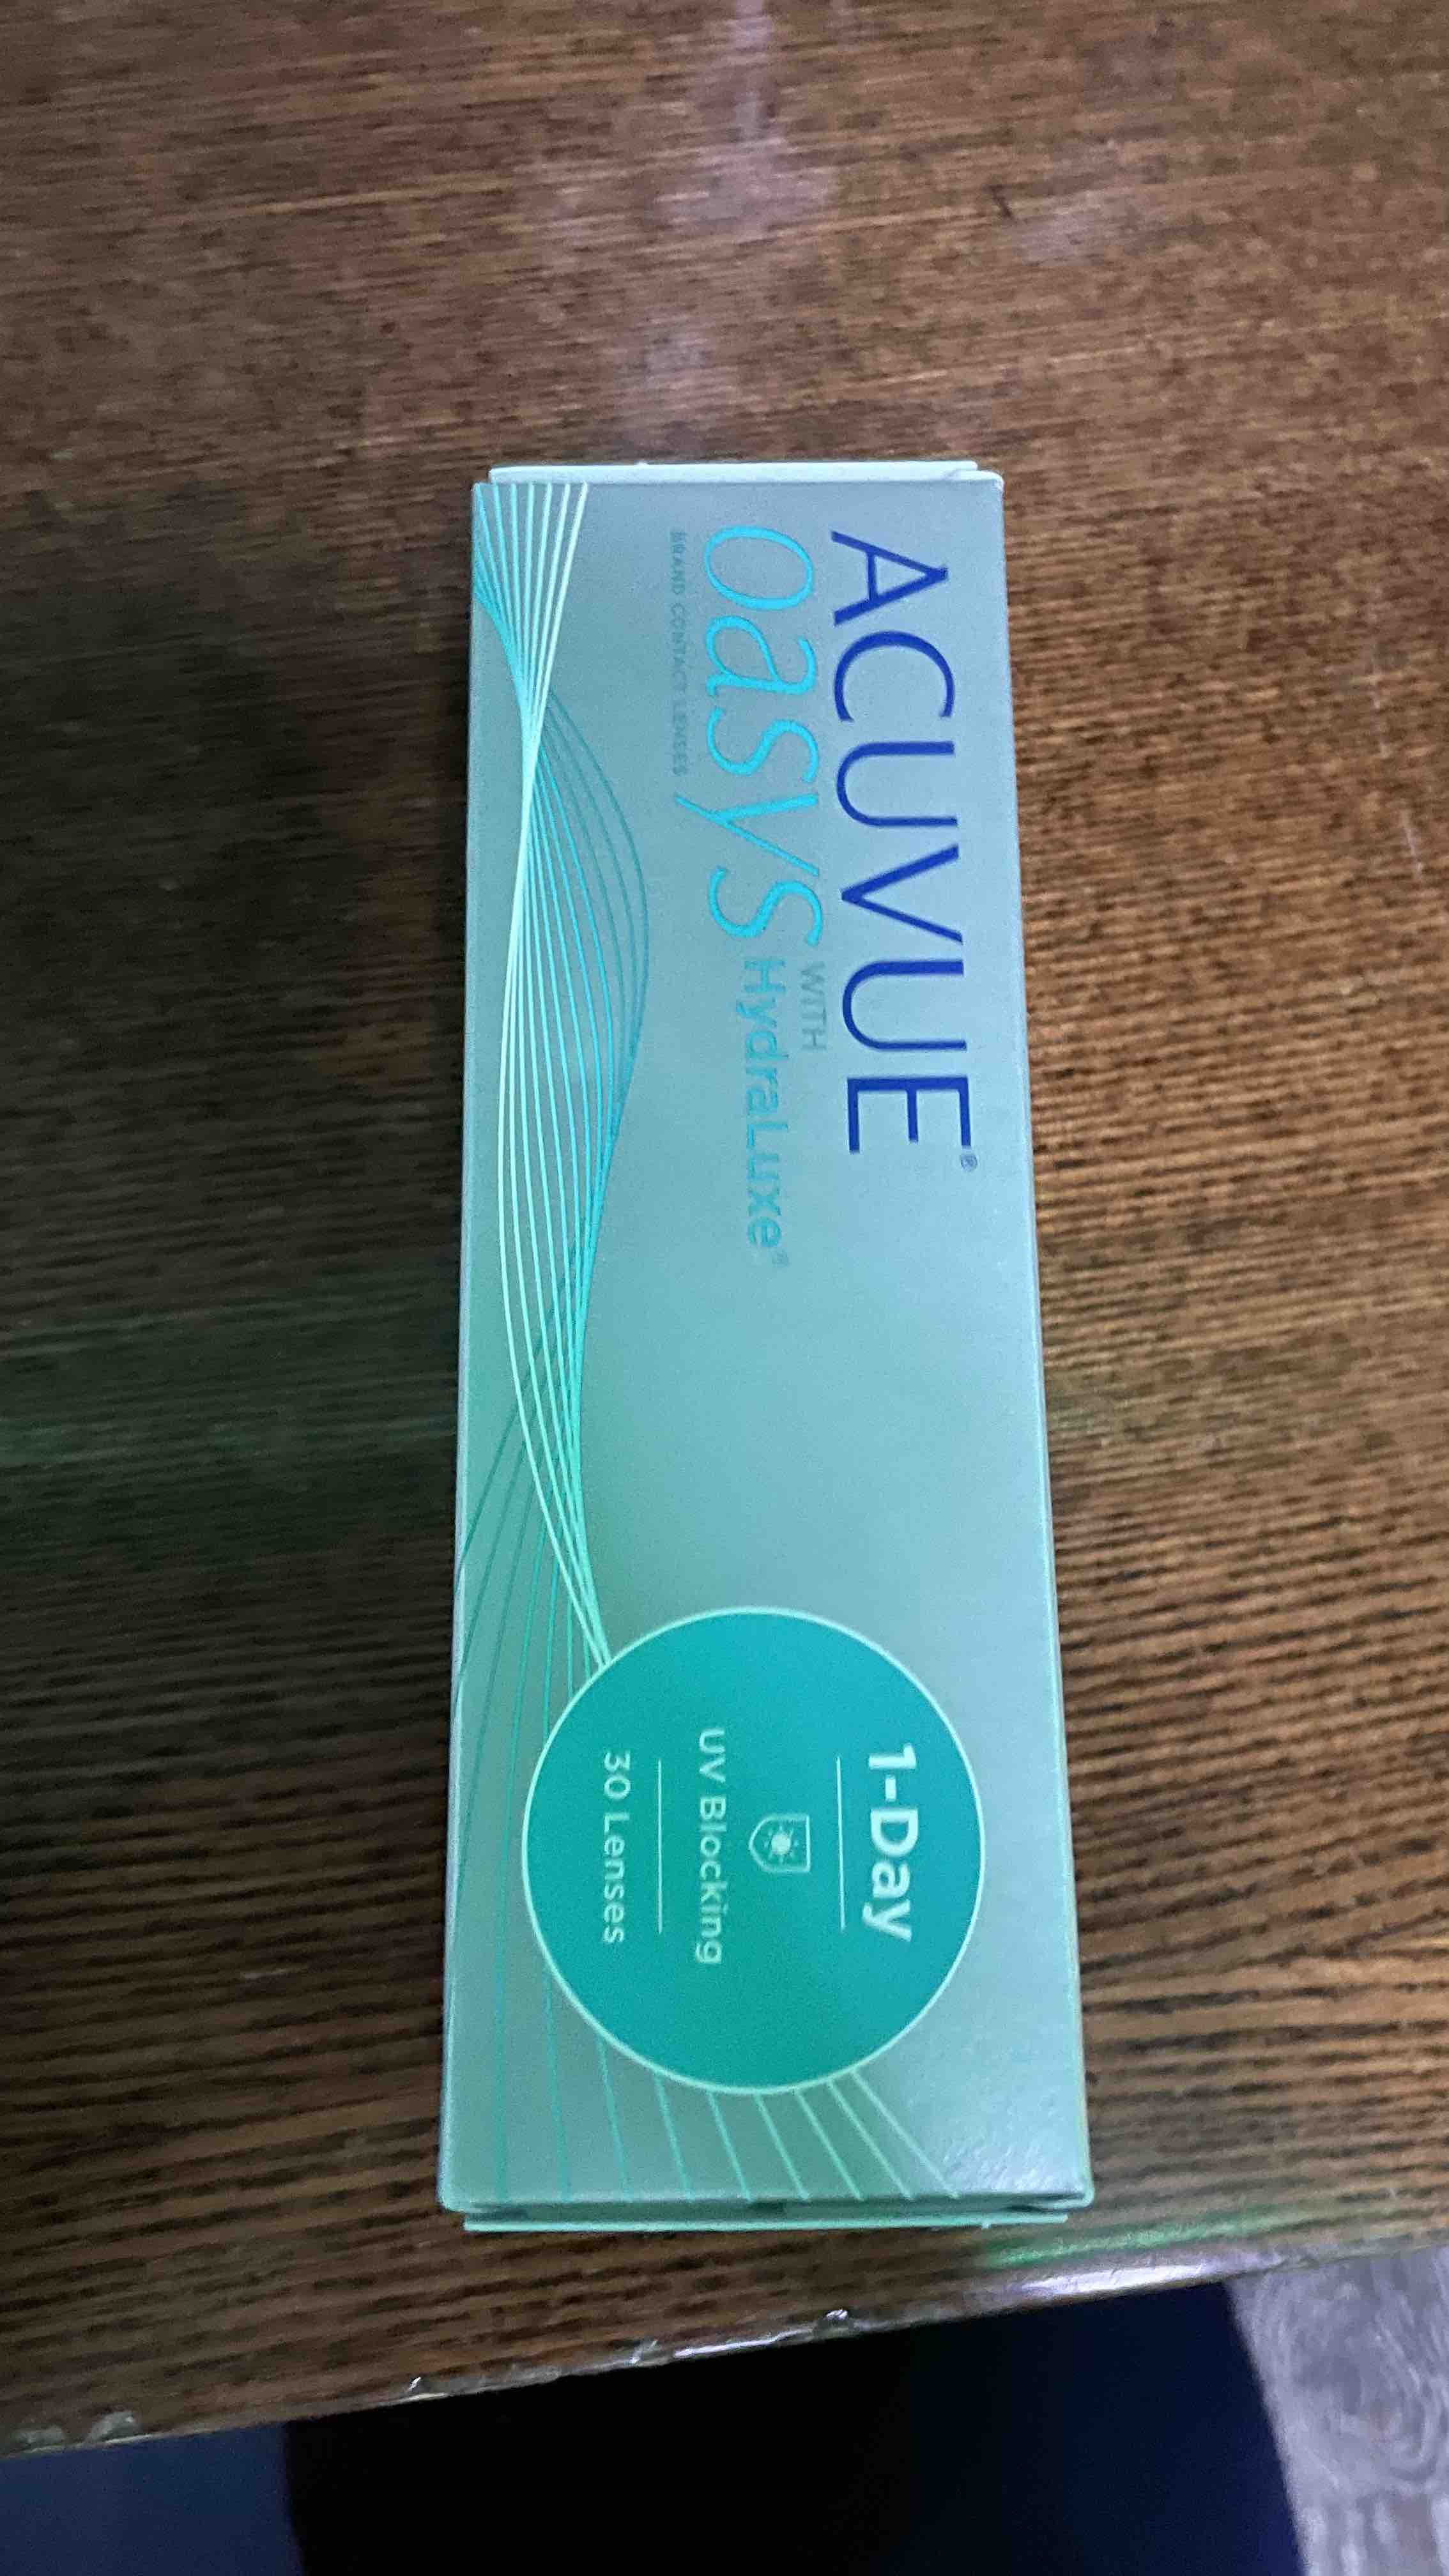 ACUVUE®
oasys WITH HydraLuxe®
BRAND CONTACT LENSES
1-Day
UV Blocking
30 Lenses